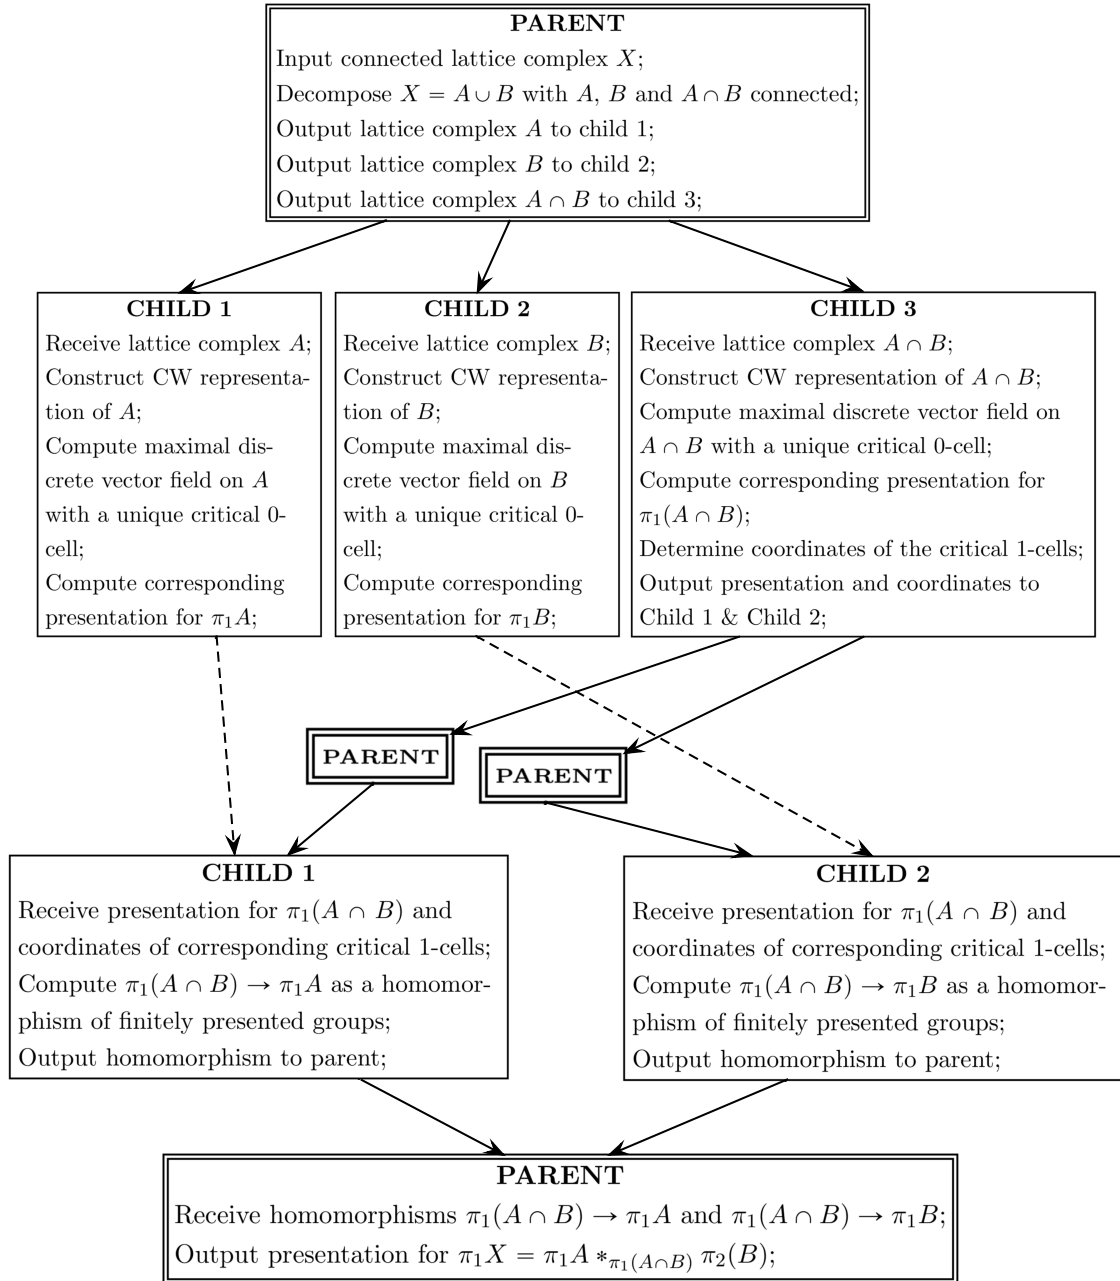 PARENT
Input connected lattice complex X;
Decompose X = A ∪ B with A, B and A ∩ B connected;
Output lattice complex A to child 1;
Output lattice complex B to child 2;
Output lattice complex A ∩ B to child 3;
CHILD 1
Receive lattice complex A;
Construct CW representa-
tion of A;
Compute maximal dis-
crete vector field on A
with a unique critical 0-
cell;
Compute corresponding
presentation for π₁A;
CHILD 2
Receive lattice complex B;
Construct CW representa-
tion of B;
Compute maximal dis-
crete vector field on B
with a unique critical 0-
cell;
Compute corresponding
presentation for π₁B;
CHILD 3
Receive lattice complex A ∩ B;
Construct CW representation of A ∩ B;
Compute maximal discrete vector field on
A ∩ B with a unique critical 0-cell;
Compute corresponding presentation for
π₁(A ∩ B);
Determine coordinates of the critical 1-cells;
Output presentation and coordinates to
Child 1 & Child 2;
PARENT
PARENT
CHILD 1
Receive presentation for π₁(A ∩ B) and
coordinates of corresponding critical 1-cells;
Compute π₁(A ∩ B) → π₁A as a homomor-
phism of finitely presented groups;
Output homomorphism to parent;
CHILD 2
Receive presentation for π₁(A ∩ B) and
coordinates of corresponding critical 1-cells;
Compute π₁(A ∩ B) → π₁B as a homomor-
phism of finitely presented groups;
Output homomorphism to parent;
PARENT
Receive homomorphisms π₁(A ∩ B) → π₁A and π₁(A ∩ B) → π₁B;
Output presentation for π₁X = π₁A *_{π₁(A∩B)} π₂(B);